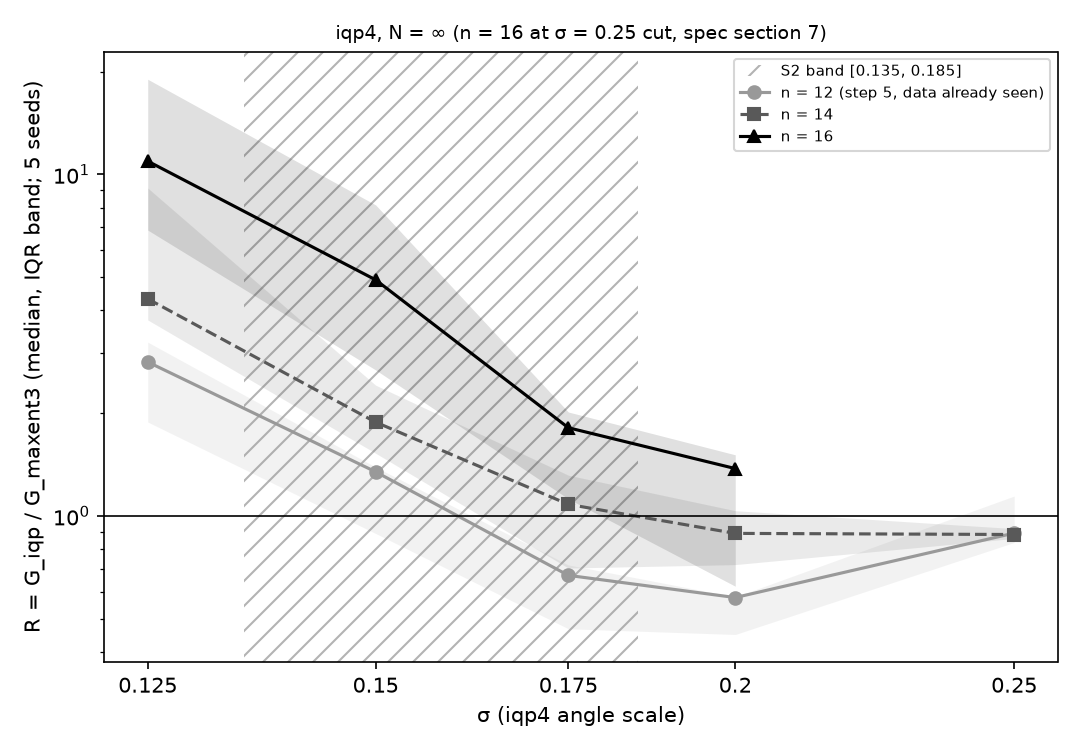 iqp4, N = ∞ (n = 16 at σ = 0.25 cut, spec section 7)
R = G_iqp / G_maxent3 (median, IQR band; 5 seeds)
S2 band [0.135, 0.185]
n = 12 (step 5, data already seen)
n = 14
n = 16
10¹
10⁰
0.125 0.15 0.175 0.2 0.25
σ (iqp4 angle scale)